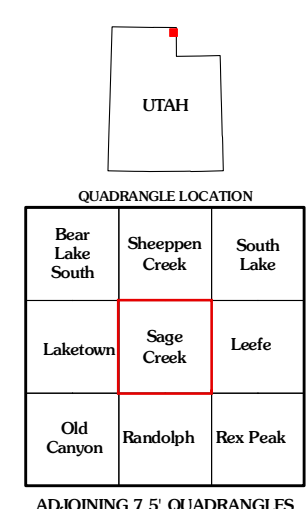 UTAH
QUADRANGLE LOCATION
Bear
Lake
South
Sheeppen
Creek
South
Lake
Laketown
Sage
Creek
Leefe
Old
Canyon
Randolph
Rex Peak
ADJOINING 7.5' QUADRANGLES